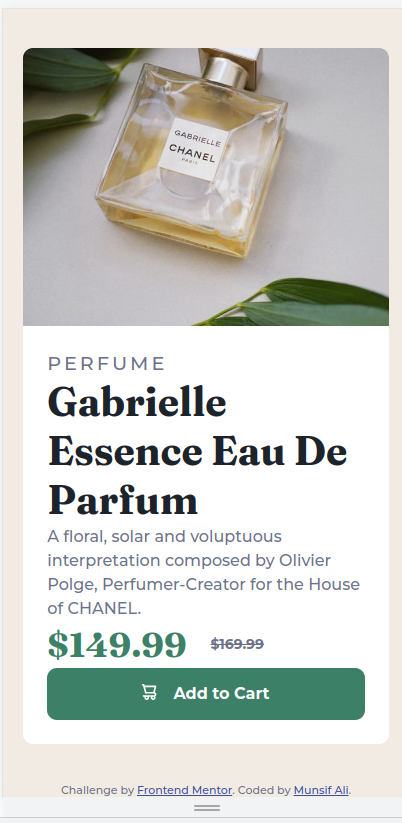 GABRIELLE
CHANEL
PARIS
PERFUME
Gabrielle
Essence Eau De
Parfum
A floral, solar and voluptuous
interpretation composed by Olivier
Polge, Perfumer-Creator for the House
of CHANEL.
$149.99 $169.99
Add to Cart
Challenge by Frontend Mentor. Coded by Munsif Ali.